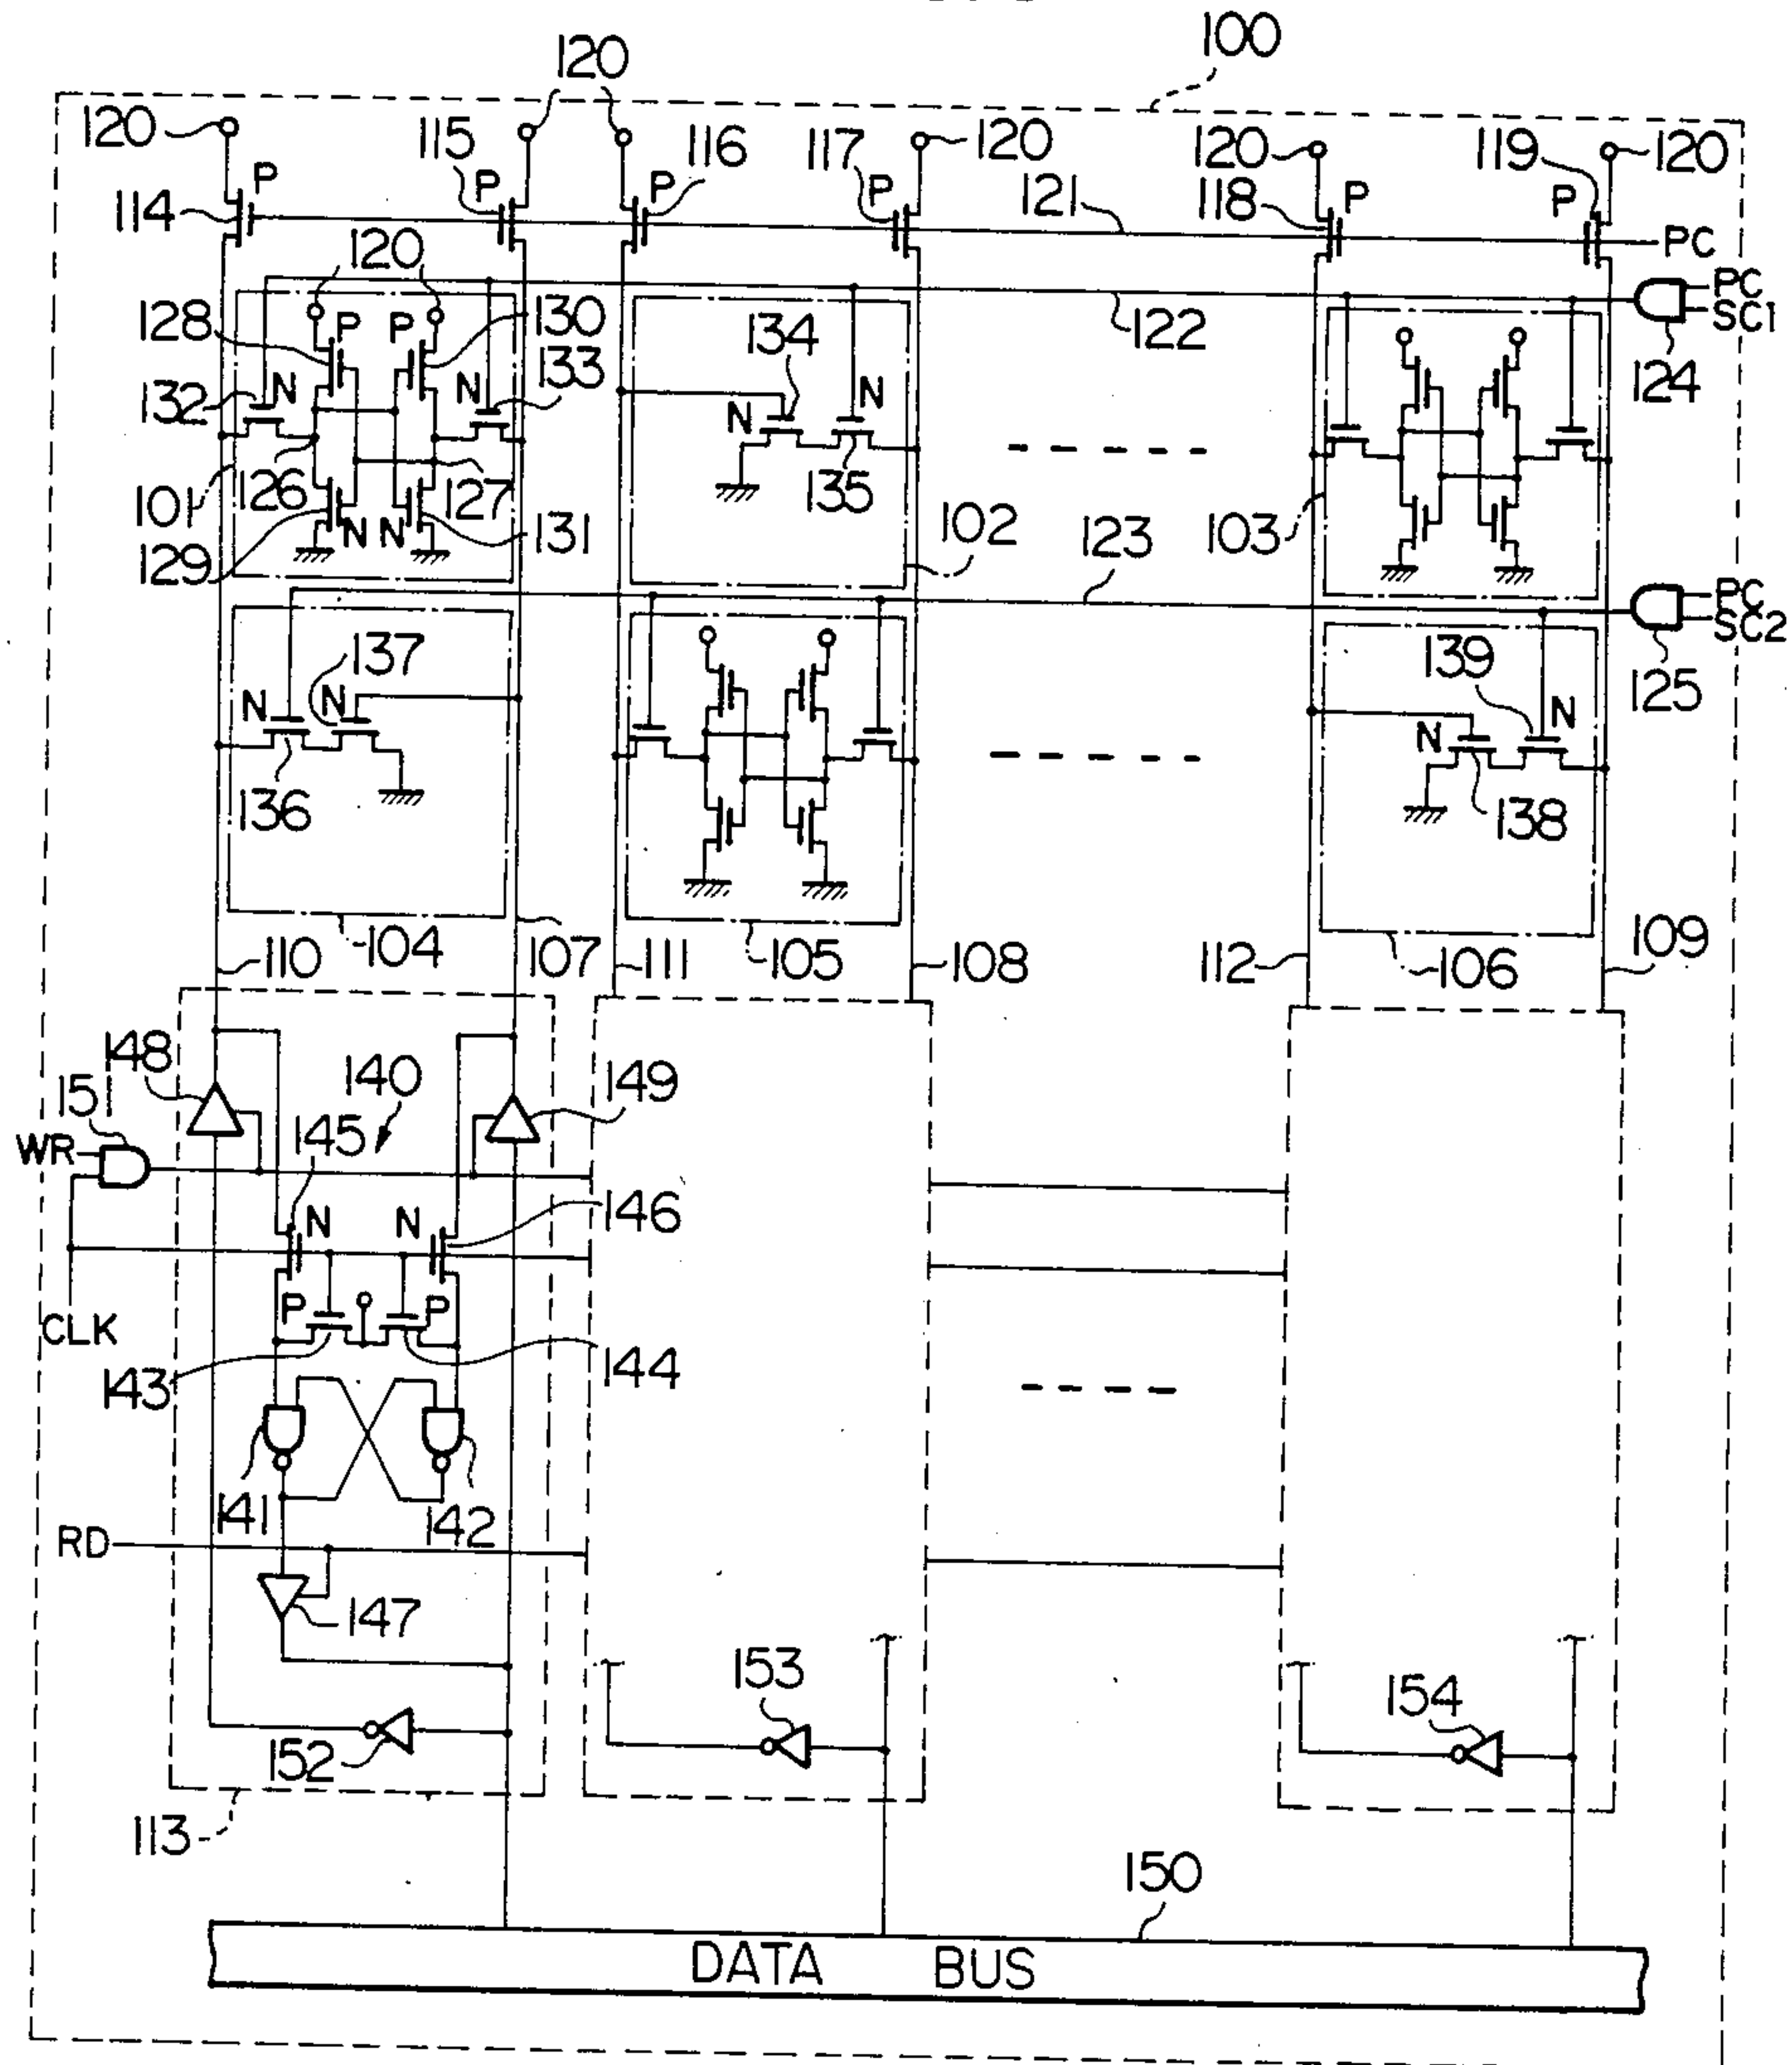 100
120
120
120
120
120
115
116
117
119
P
P
P
P
P
P
114
121
118
PC
120
PC
SC1
128
P
P
130
122
134
124
132
N
N
133
N
N
101
126
127
135
129
N
N
131
102
123
103
PC
SC2
137
139
125
N
N
N
N
136
138
104
110
107
111
105
108
112
106
109
148
151
140
149
145
WR
N
N
146
P
P
CLK
143
144
141
142
RD
147
153
154
152
113
150
DATA BUS